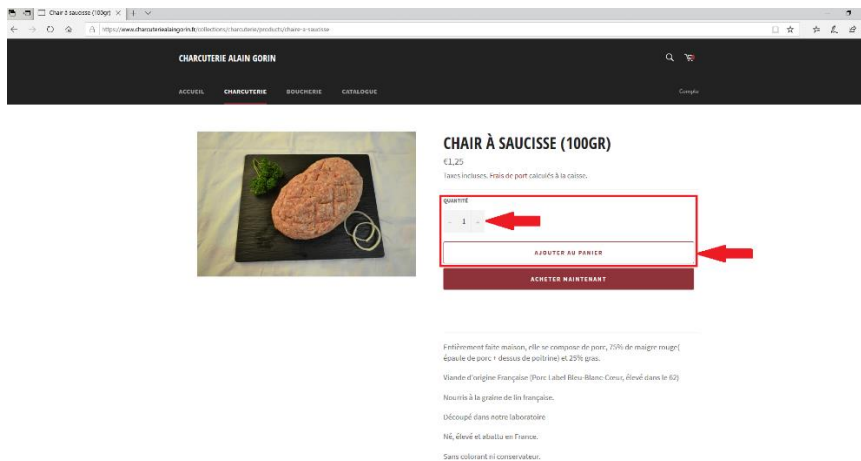 Chair à saucisse (100gr)
https://www.charcuteriealaingorin.fr/collections/charcuterie/products/chaire-a-saucisse
CHARCUTERIE ALAIN GORIN
ACCUEIL CHARCUTERIE BOUCHERIE CATALOGUE Compte
CHAIR À SAUCISSE (100GR)
€1,25
Taxes incluses. Frais de port calculés à la caisse.
QUANTITÉ
- 1 +
AJOUTER AU PANIER
ACHETER MAINTENANT
Entièrement faite maison, elle se compose de porc, 75% de maigre rouge(
épaule de porc + dessus de poitrine) et 25% gras.
Viande d'origine Française (Porc Label Bleu-Blanc-Cœur, élevé dans le 62)
Nourris à la graine de lin française.
Découpé dans notre laboratoire
Né, élevé et abattu en France.
Sans colorant ni conservateur.